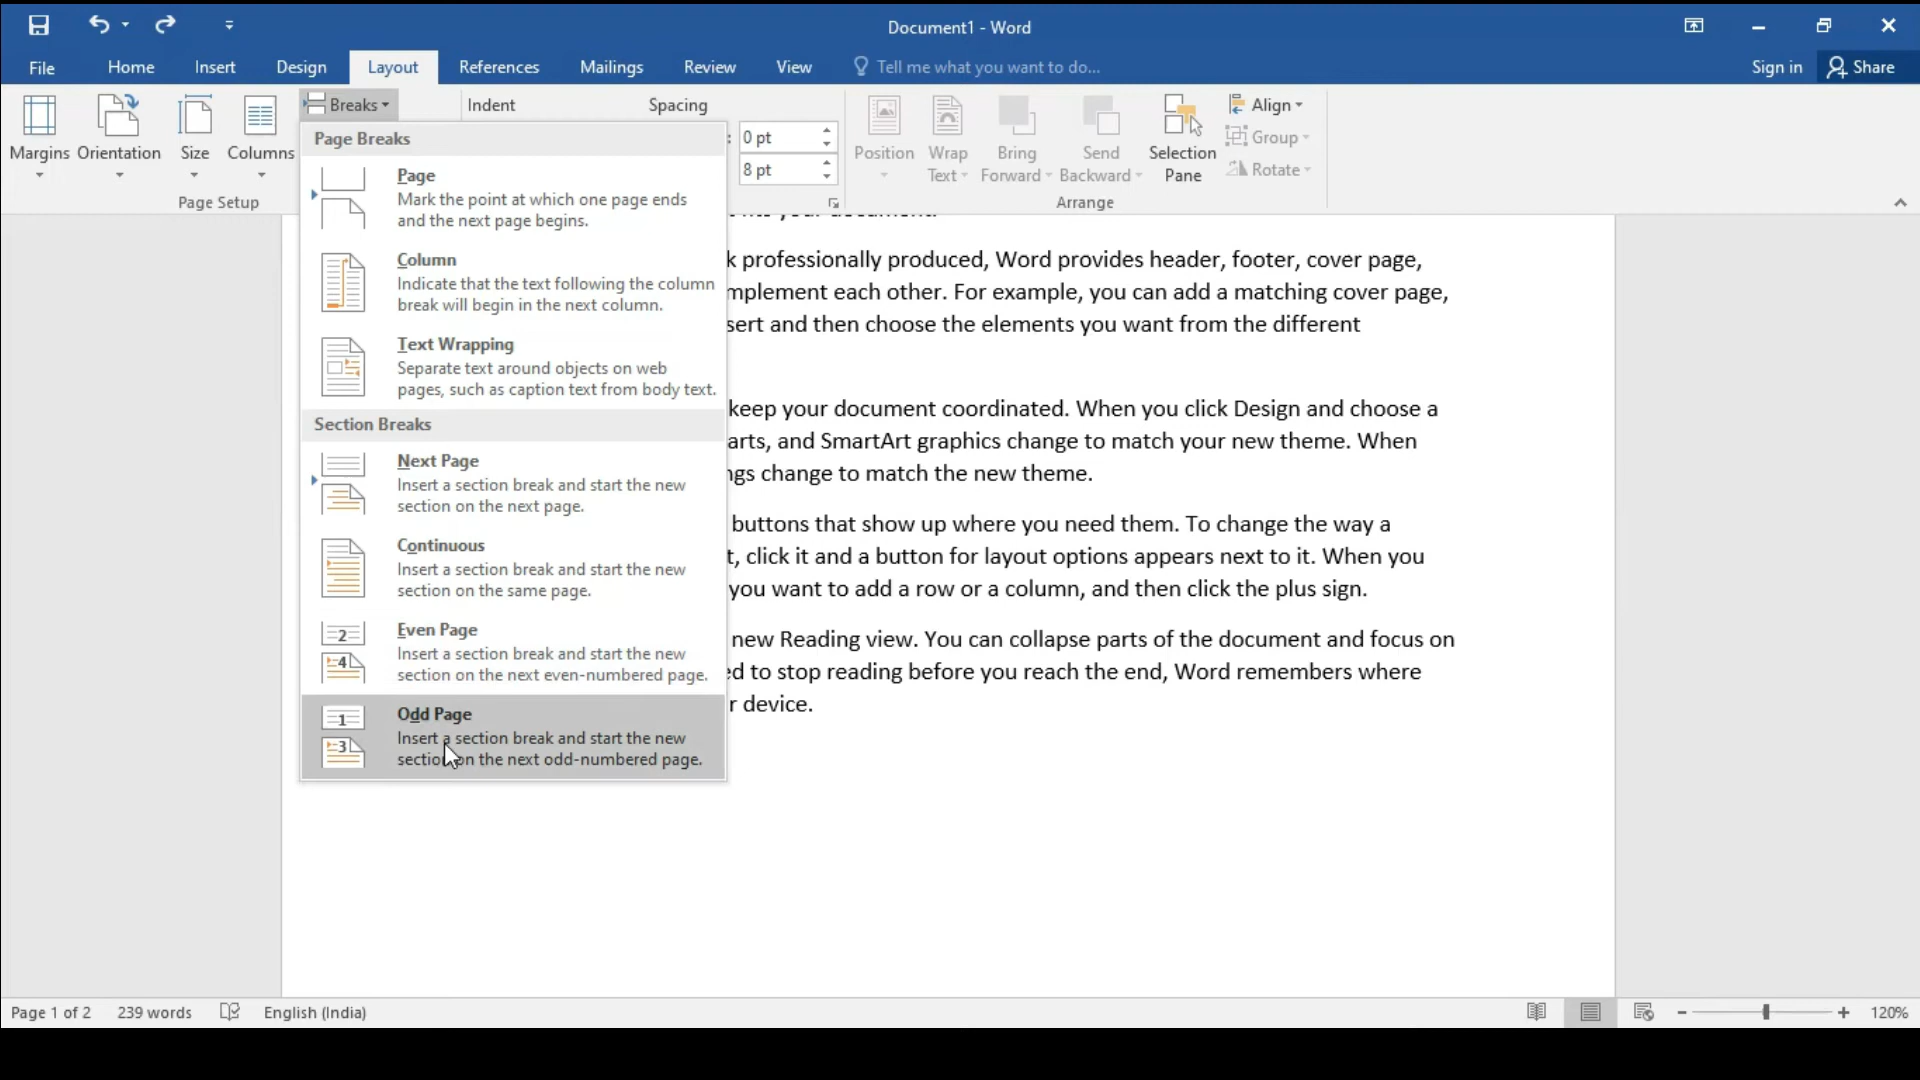 Document1 - Word
File Home Insert Design Layout References Mailings Review View Tell me what you want to do... Sign in Share
Margins Orientation Size Columns
Page Setup
Breaks
Indent Spacing
0 pt
8 pt
Position Wrap Text Bring Forward Send Backward Selection Pane
Align
Group
Rotate
Arrange
Page Breaks
Page
Mark the point at which one page ends
and the next page begins.
Column
Indicate that the text following the column
break will begin in the next column.
Text Wrapping
Separate text around objects on web
pages, such as caption text from body text.
Section Breaks
Next Page
Insert a section break and start the new
section on the next page.
Continuous
Insert a section break and start the new
section on the same page.
Even Page
Insert a section break and start the new
section on the next even-numbered page.
2
4
Odd Page
Insert a section break and start the new
section on the next odd-numbered page.
1
3
your document.
k professionally produced, Word provides header, footer, cover page,
mplement each other. For example, you can add a matching cover page,
sert and then choose the elements you want from the different
keep your document coordinated. When you click Design and choose a
arts, and SmartArt graphics change to match your new theme. When
ngs change to match the new theme.
buttons that show up where you need them. To change the way a
t, click it and a button for layout options appears next to it. When you
you want to add a row or a column, and then click the plus sign.
new Reading view. You can collapse parts of the document and focus on
ed to stop reading before you reach the end, Word remembers where
r device.
Page 1 of 2 239 words English (India) 120%